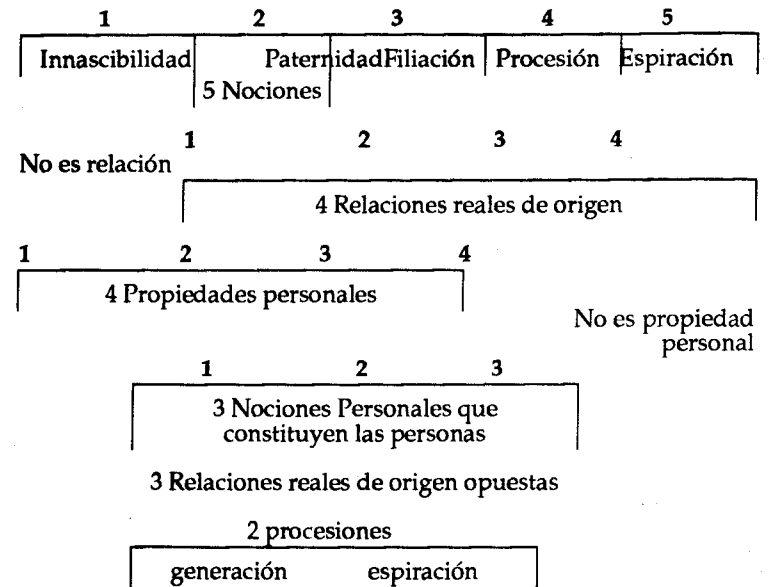 1 2 3 4 5
Innascibilidad PaternidadFiliación Procesión Espiración
5 Nociones
1 2 3 4
No es relación
4 Relaciones reales de origen
1 2 3 4
4 Propiedades personales
No es propiedad
personal
1 2 3
3 Nociones Personales que
constituyen las personas
3 Relaciones reales de origen opuestas
2 procesiones
generación espiración